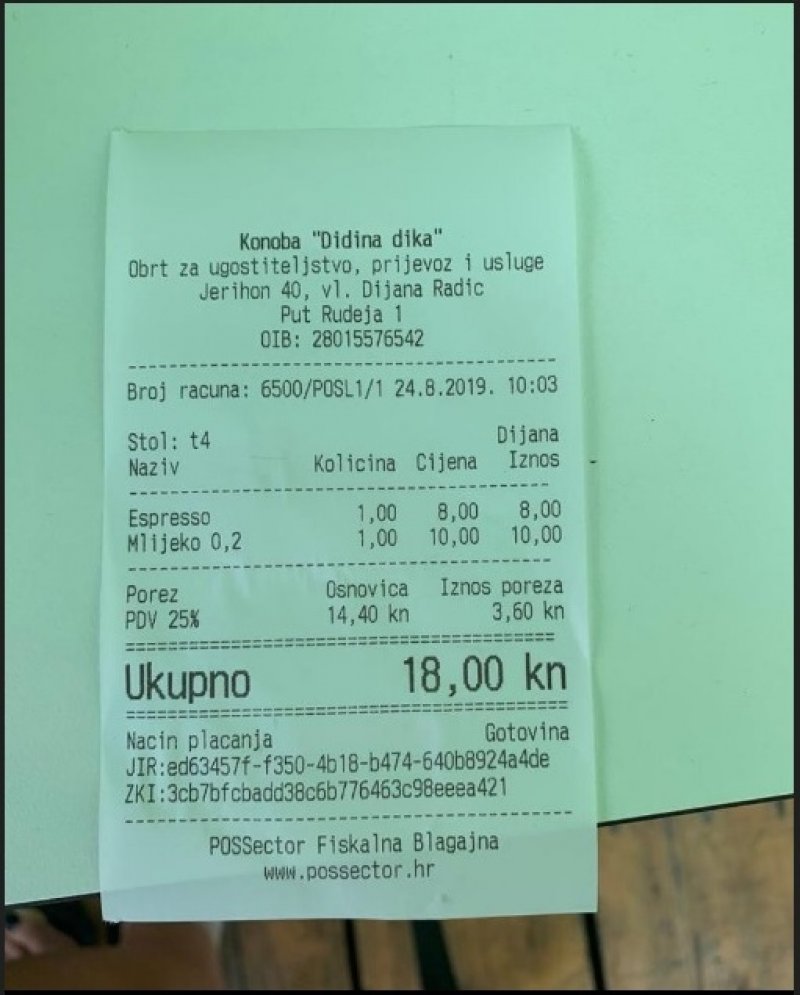 Konoba "Didina dika"
Obrt za ugostiteljstvo, prijevoz i usluge
Jerihon 40, vl. Dijana Radic
Put Rudeja 1
OIB: 28015576542
Broj racuna: 6500/POSL1/1 24.8.2019. 10:03
Stol: t4 Dijana
Naziv Kolicina Cijena Iznos
Espresso 1,00 8,00 8,00
Mlijeko 0,2 1,00 10,00 10,00
Porez Osnovica Iznos poreza
PDV 25% 14,40 kn 3,60 kn
Ukupno 18,00 kn
Nacin placanja Gotovina
JIR:ed63457f-f350-4b18-b474-640b8924a4de
ZKI:3cb7bfcbadd38c6b776463c98eeea421
POSSector Fiskalna Blagajna
www.possector.hr